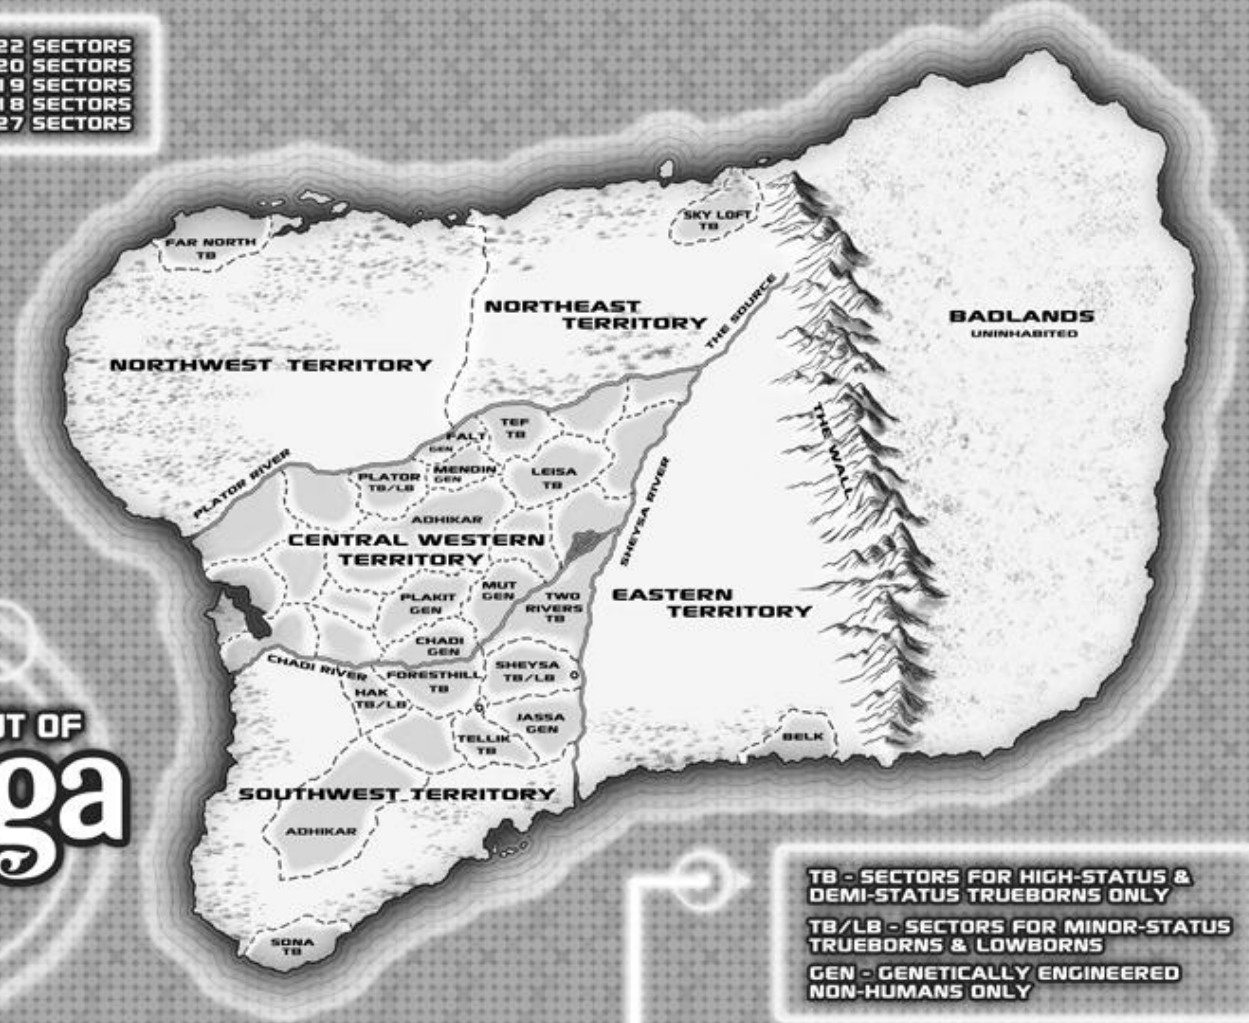 22 SECTORS
20 SECTORS
19 SECTORS
18 SECTORS
27 SECTORS
FAR NORTH
TB
SKY LOFT
TB
NORTHEAST
TERRITORY
THE SOURCE
BADLANDS
UNINHABITED
NORTHWEST TERRITORY
THE WALL
TEF
TB
FALT
GEN
PLATOR RIVER
PLATOR
TB/LB
MENDIN
GEN
LEISA
TB
SHEYSA RIVER
ADHIKAR
CENTRAL WESTERN
TERRITORY
PLAKIT
GEN
MUT
GEN
TWO
RIVERS
TB
EASTERN
TERRITORY
CHADI
GEN
CHADI RIVER
FORESTHILL
TB
SHEYSA
TB/LB
HAK
TB/LB
JASSA
GEN
TELLIK
TB
BELK
SOUTHWEST TERRITORY
ADHIKAR
SONA
TB
UT OF
ga
TB - SECTORS FOR HIGH-STATUS &
DEMI-STATUS TRUEBORNS ONLY
TB/LB - SECTORS FOR MINOR-STATUS
TRUEBORNS & LOWBORNS
GEN - GENETICALLY ENGINEERED
NON-HUMANS ONLY